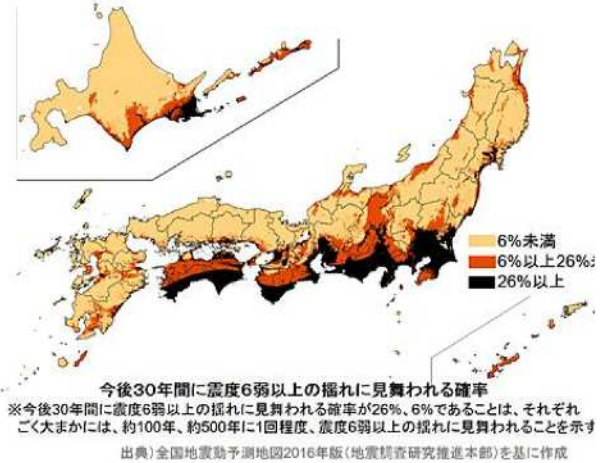 6%未満
6%以上26%
26%以上
今後30年間に震度6弱以上の揺れに見舞われる確率
※今後30年間に震度6弱以上の揺れに見舞われる確率が26%、6%であることは、それぞれ
ごく大まかには、約100年、約500年に1回程度、震度6弱以上の揺れに見舞われることを示す
出典)全国地震動予測地図2016年版(地震調査研究推進本部)を基に作成